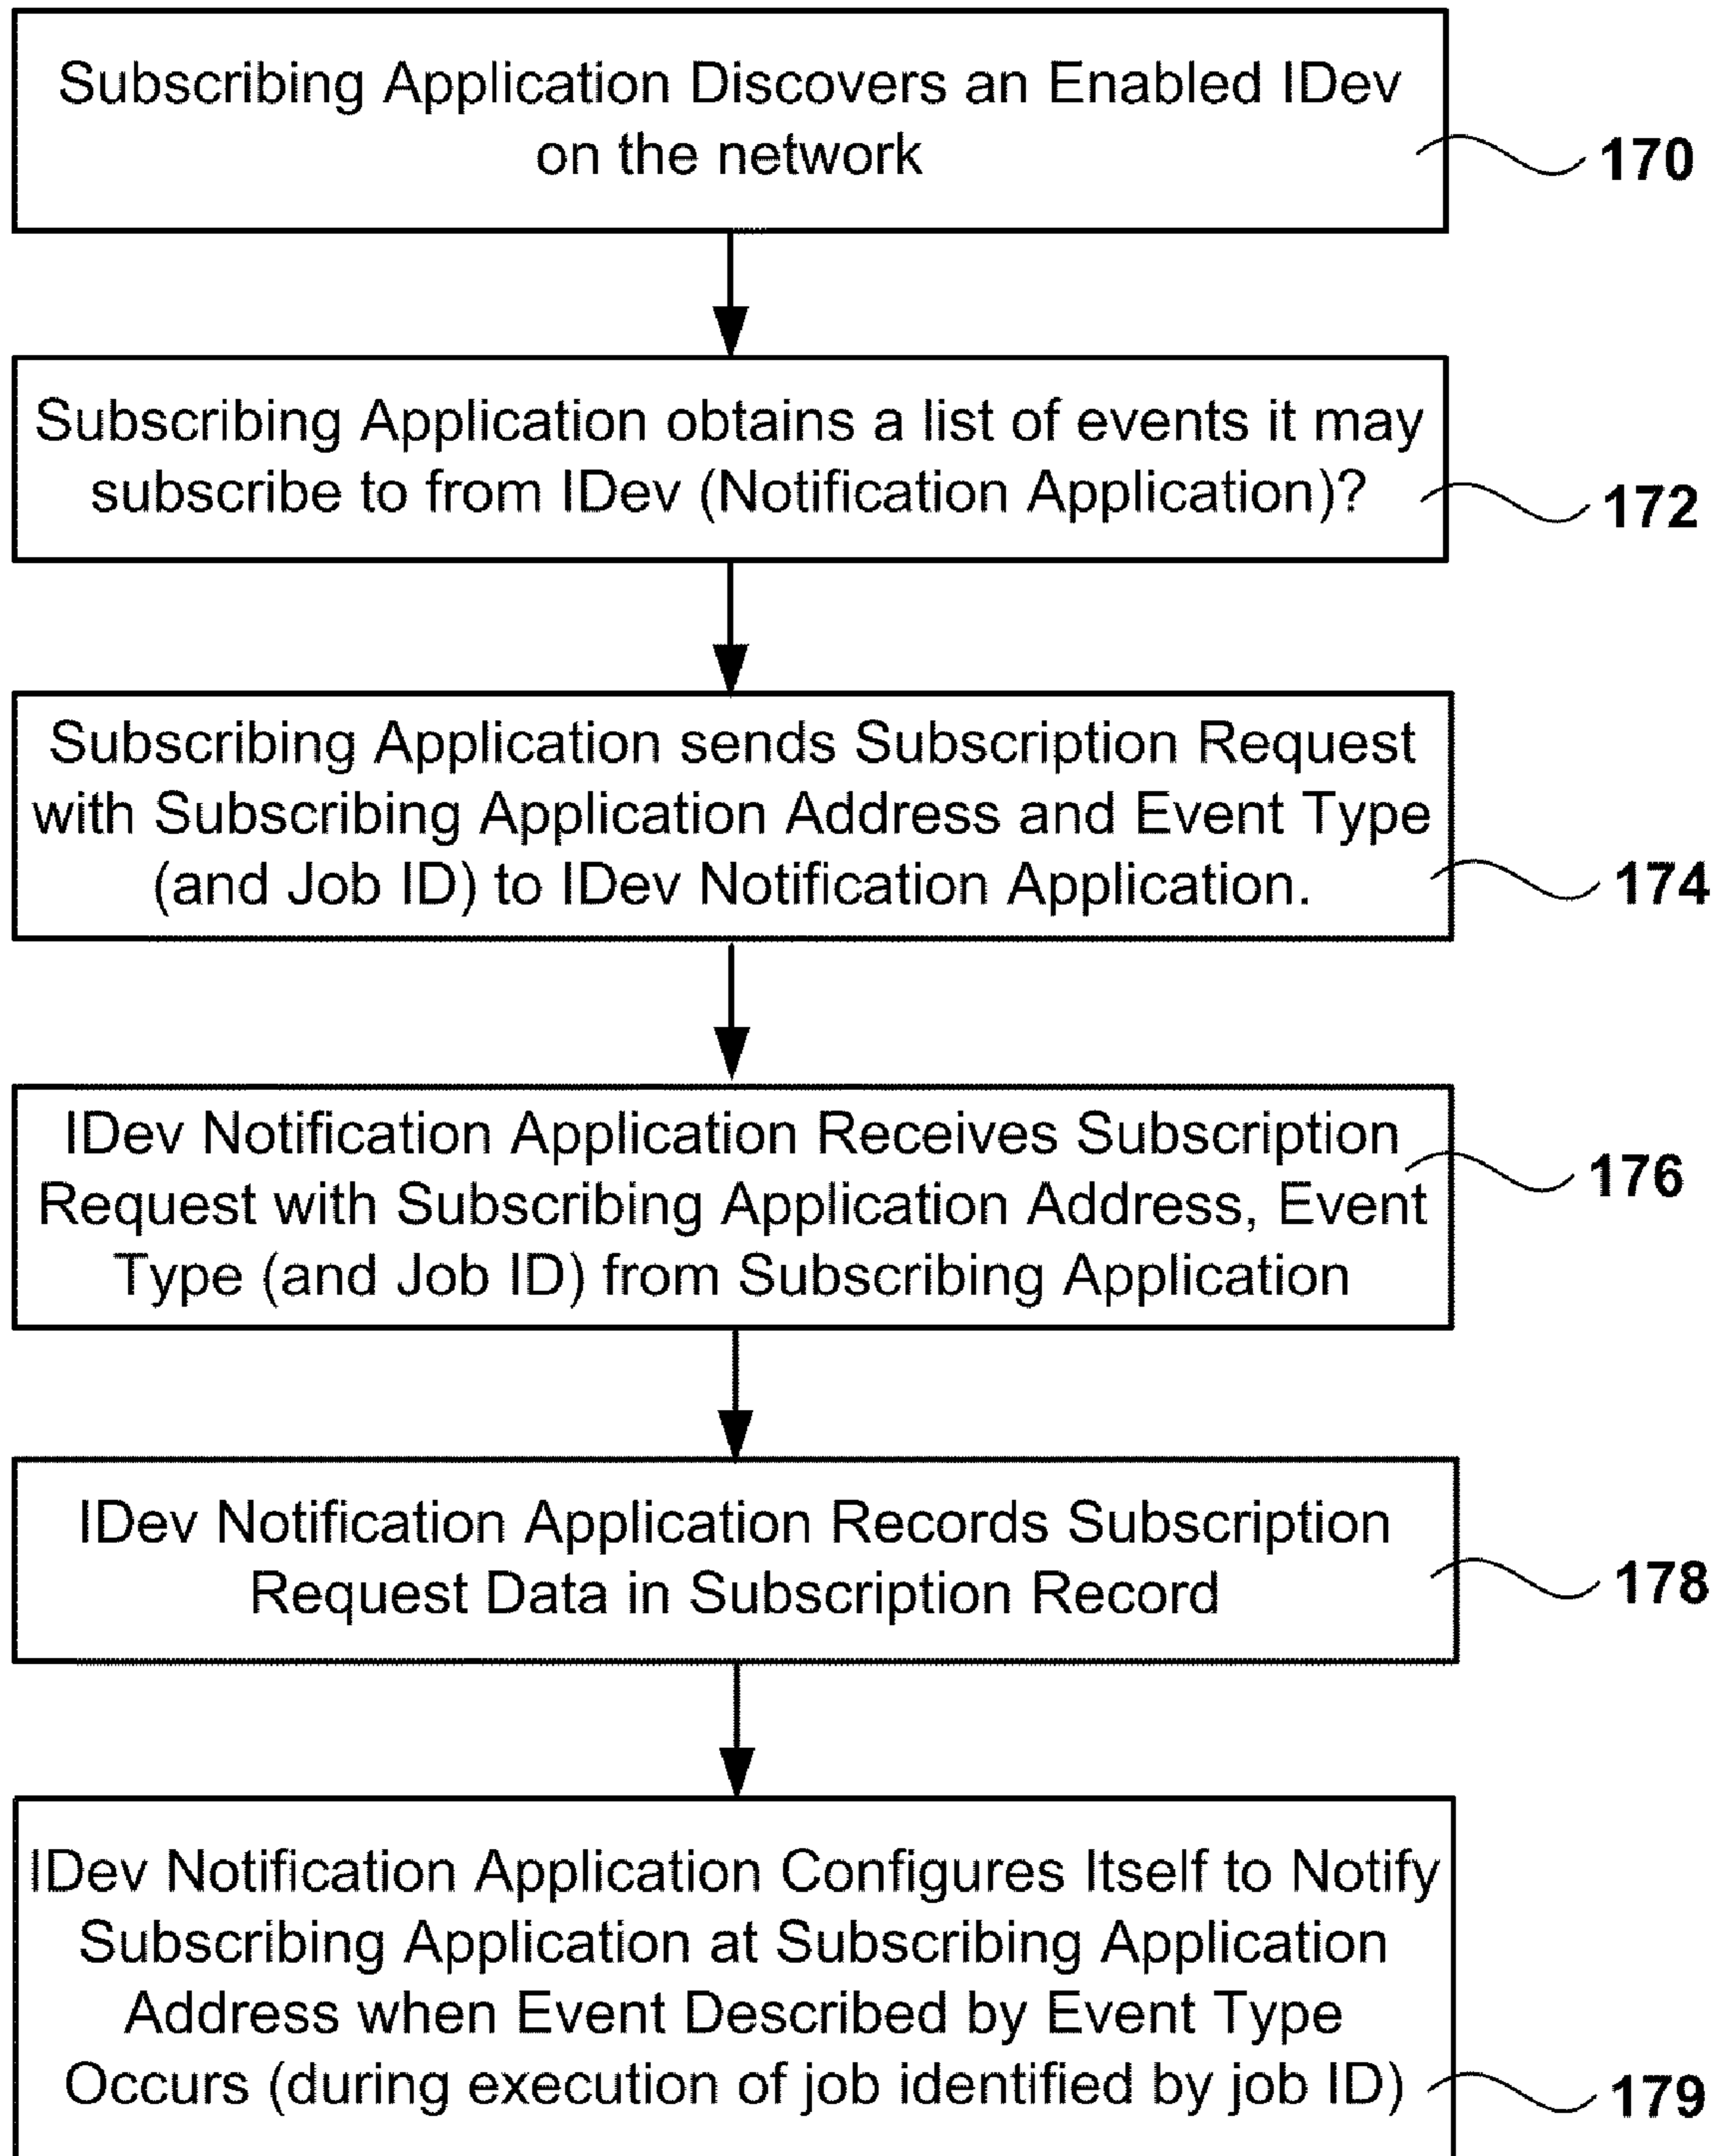 Subscribing Application Discovers an Enabled IDev
on the network
170
Subscribing Application obtains a list of events it may
subscribe to from IDev (Notification Application)?
172
Subscribing Application sends Subscription Request
with Subscribing Application Address and Event Type
(and Job ID) to IDev Notification Application.
174
IDev Notification Application Receives Subscription
Request with Subscribing Application Address, Event
Type (and Job ID) from Subscribing Application
176
IDev Notification Application Records Subscription
Request Data in Subscription Record
178
IDev Notification Application Configures Itself to Notify
Subscribing Application at Subscribing Application
Address when Event Described by Event Type
Occurs (during execution of job identified by job ID)
179